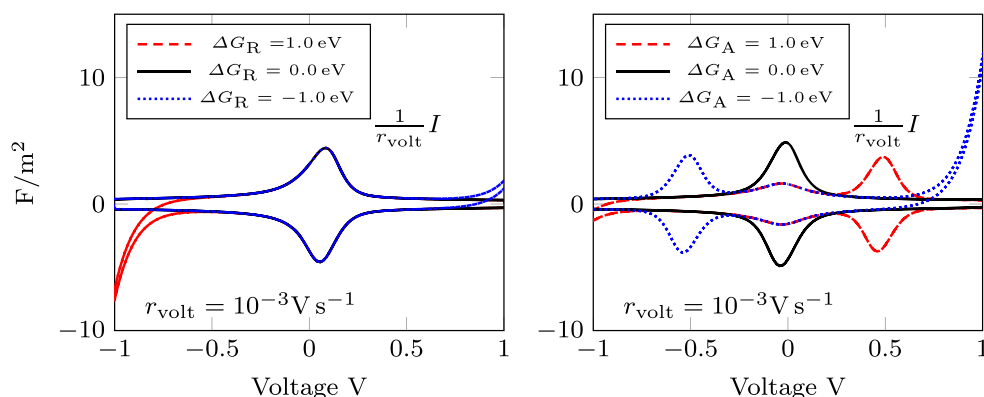 10
0
−10
F/m²
ΔG_R =1.0 eV
ΔG_R = 0.0 eV
ΔG_R = −1.0 eV
1/r_volt I
r_volt = 10⁻³V s⁻¹
−1 −0.5 0 0.5 1
Voltage V
10
0
−10
ΔG_A = 1.0 eV
ΔG_A = 0.0 eV
ΔG_A = −1.0 eV
1/r_volt I
r_volt = 10⁻³V s⁻¹
−1 −0.5 0 0.5 1
Voltage V